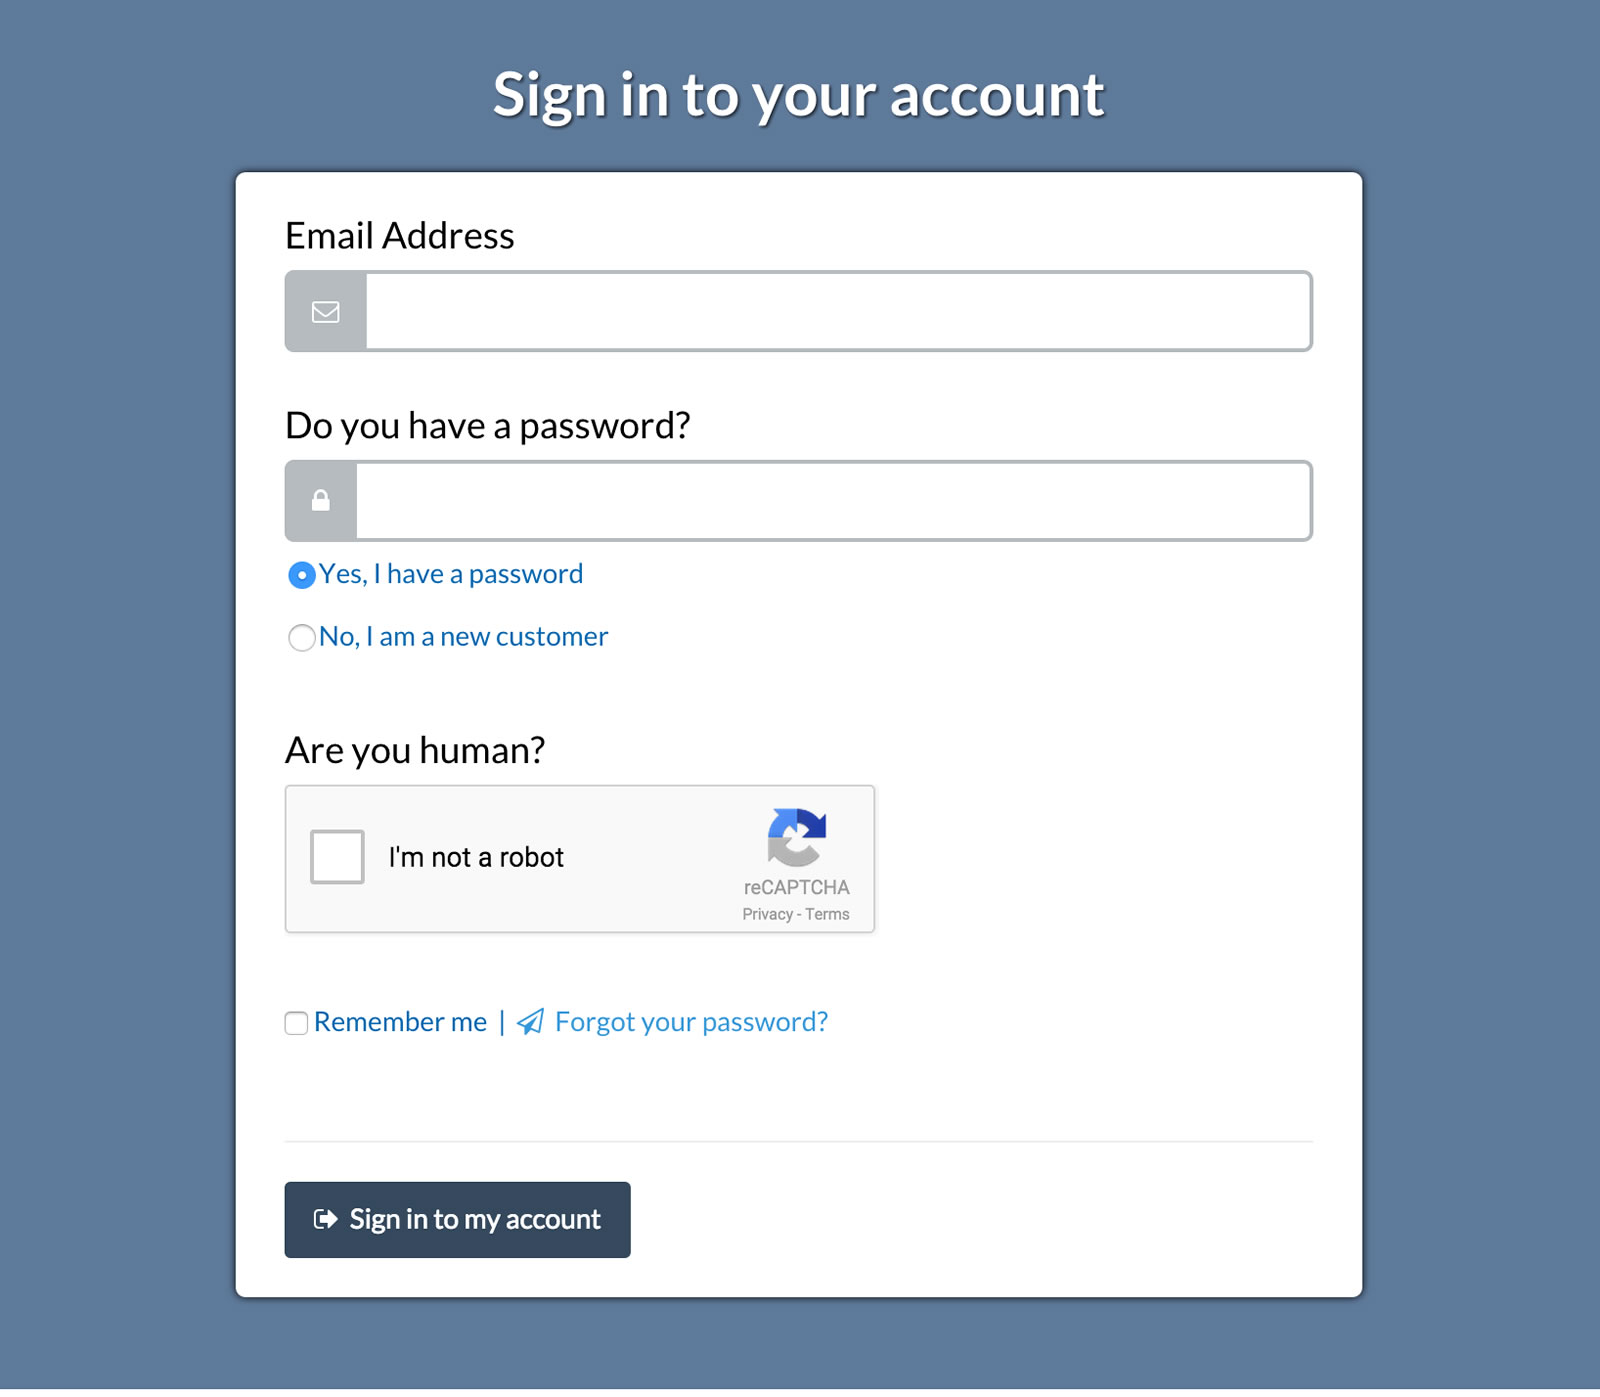 Sign in to your account
Email Address
Do you have a password?
Yes, I have a password
No, I am a new customer
Are you human?
I'm not a robot
reCAPTCHA
Privacy - Terms
Remember me | Forgot your password?
Sign in to my account